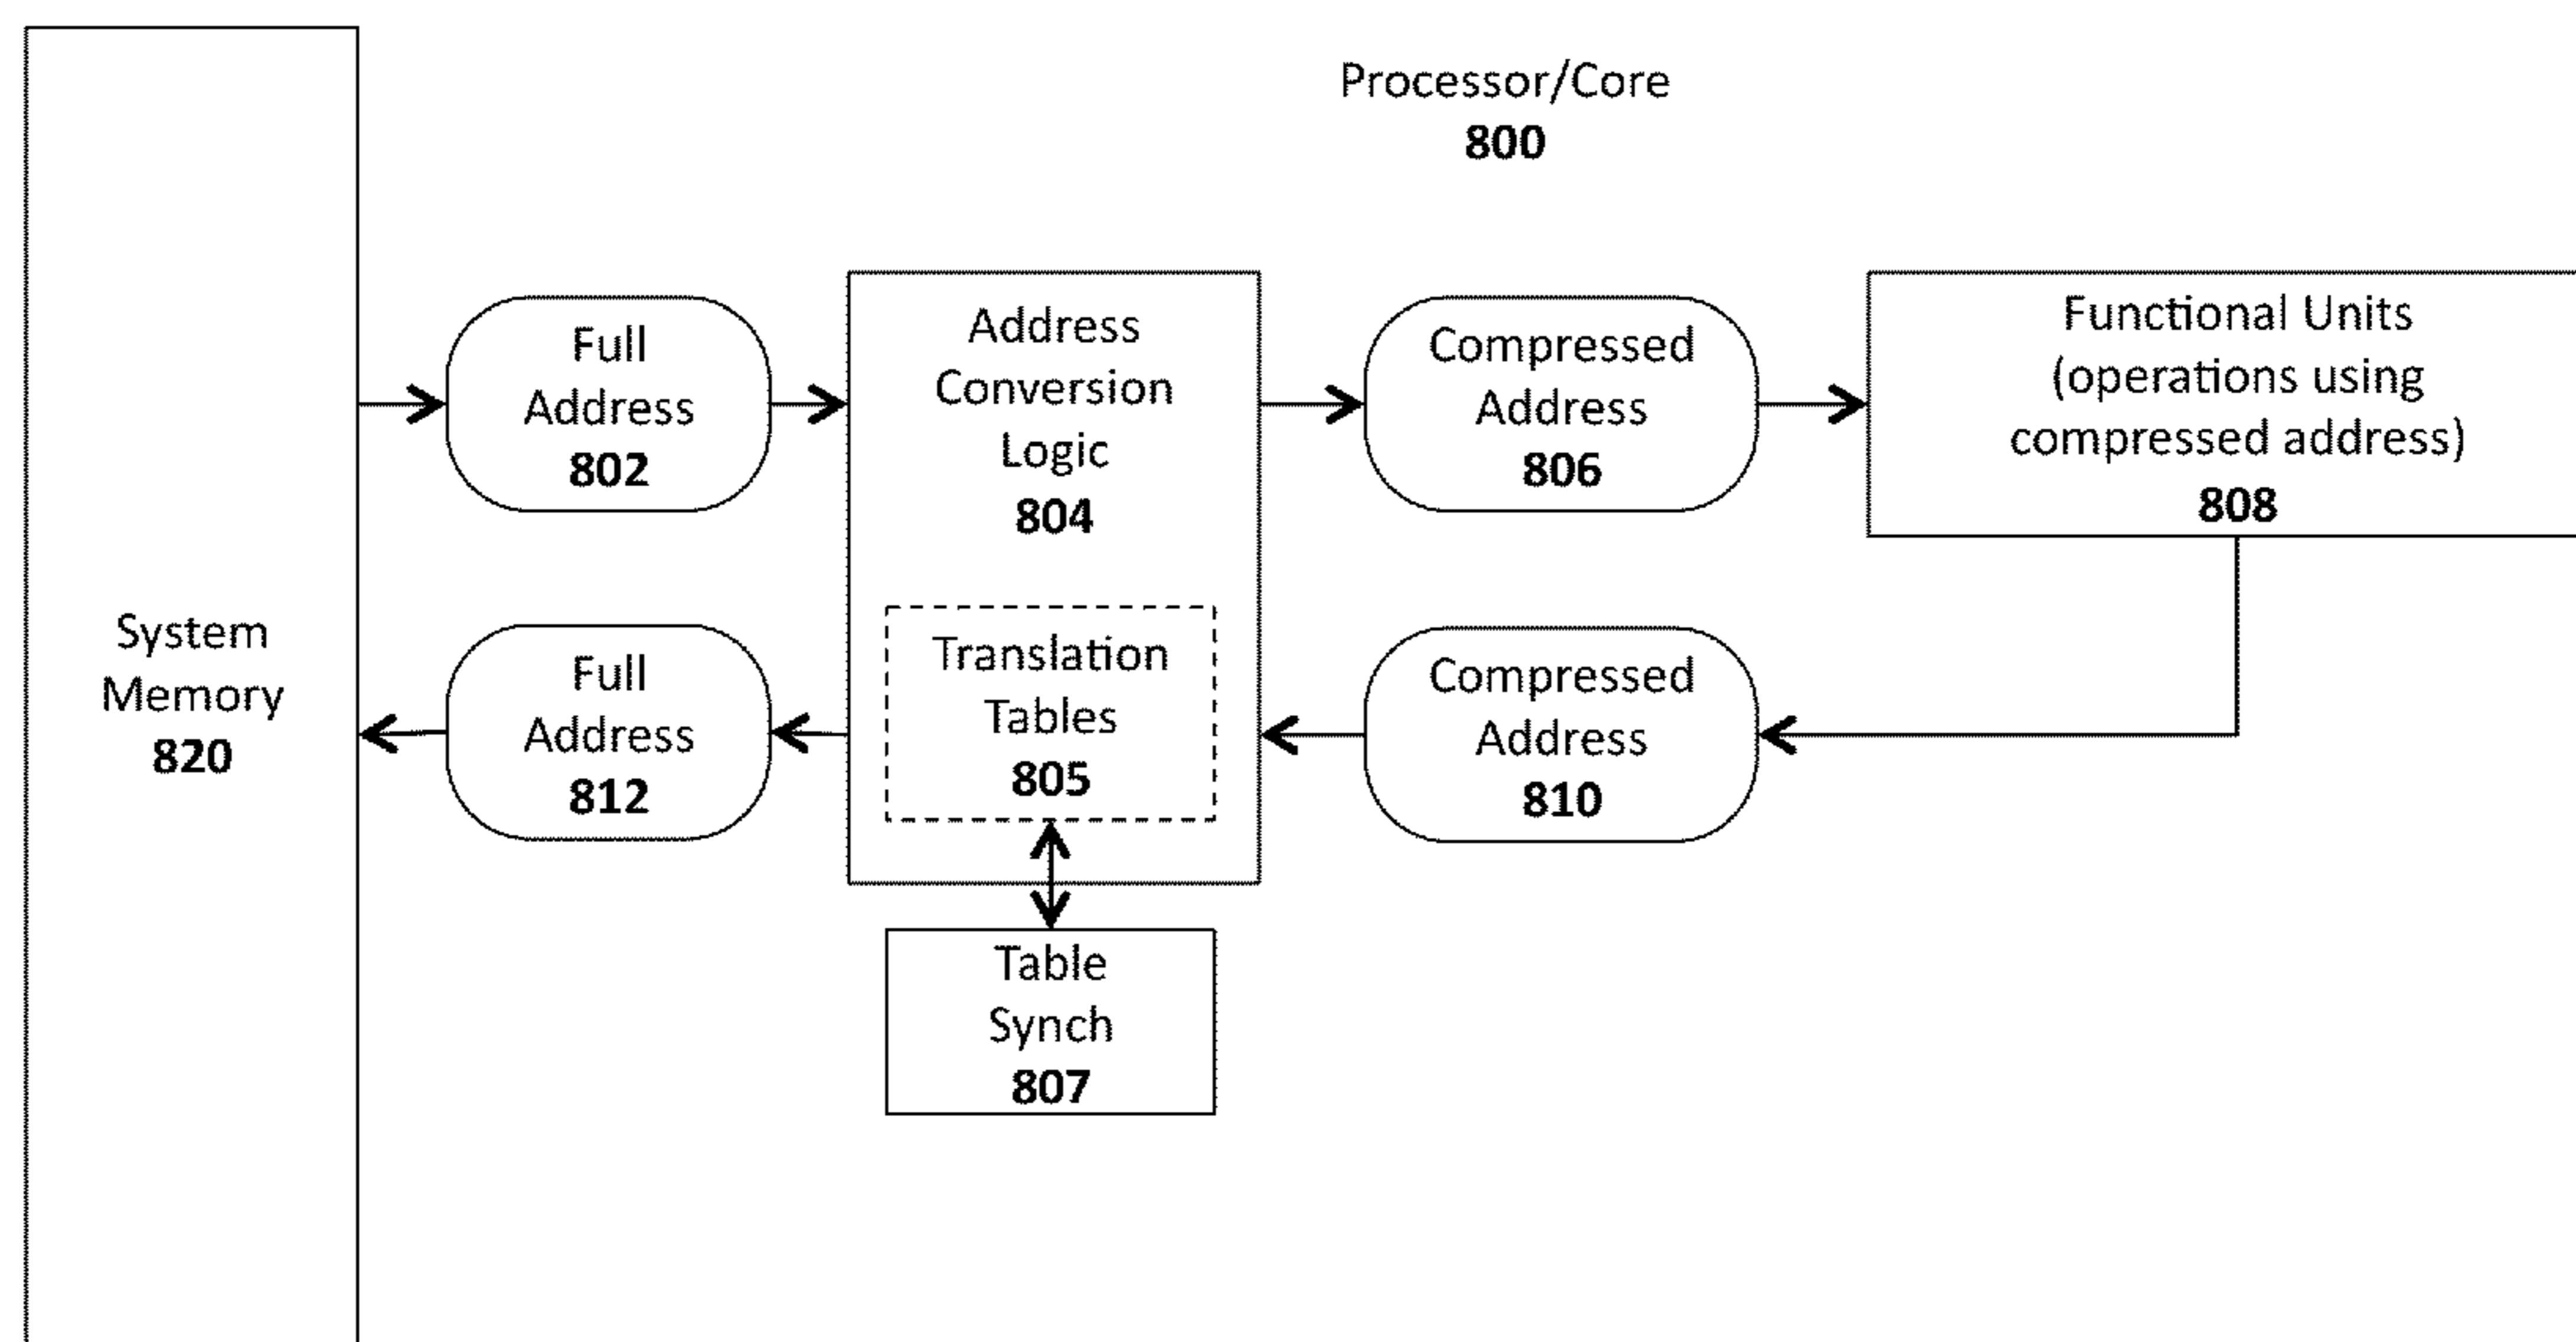 Processor/Core
800
System
Memory
820
Full
Address
802
Address
Conversion
Logic
804
Compressed
Address
806
Functional Units
(operations using
compressed address)
808
Full
Address
812
Translation
Tables
805
Compressed
Address
810
Table
Synch
807